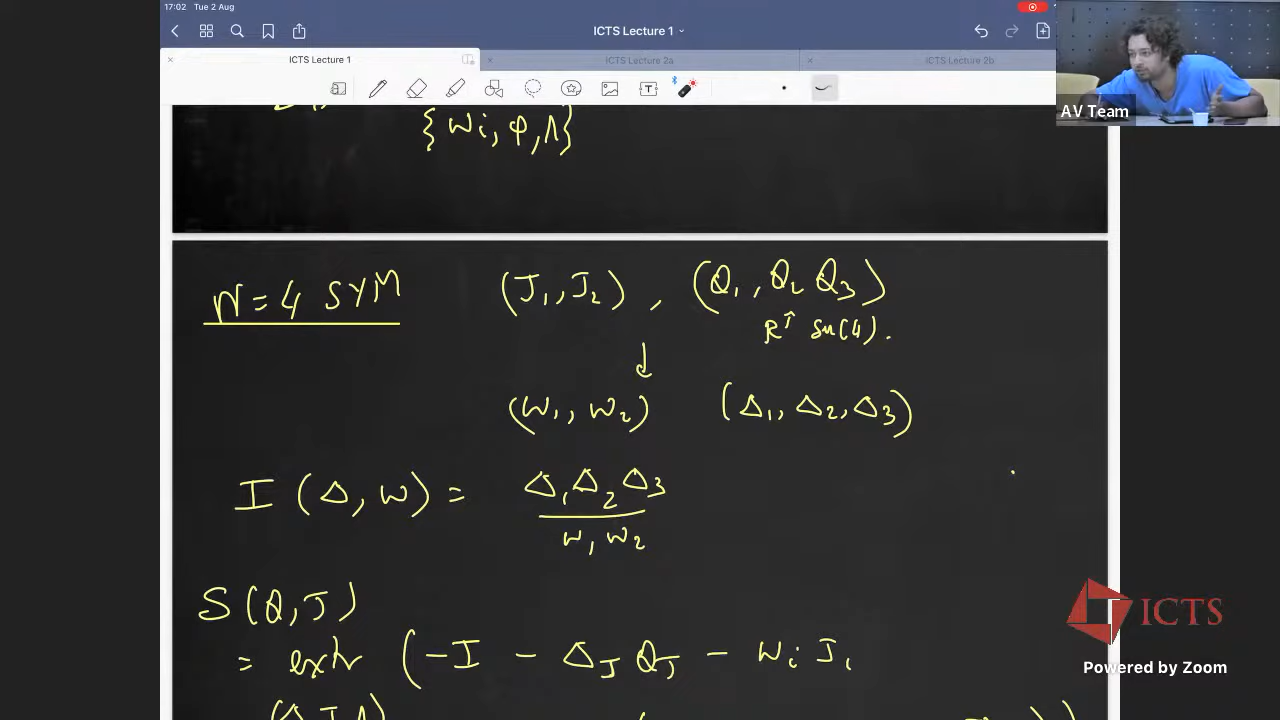 17:02 Tue 2 Aug
ICTS Lecture 1
ICTS Lecture 1 ICTS Lecture 2a ICTS Lecture 2b
AV Team
{ωi, φ, Λ}
N=4 SYM (J1, J2), (Q1, Q2 Q3)
R↑ su(4).
↓
(ω1, ω2) (Δ1, Δ2, Δ3)
I (Δ, ω) = Δ1Δ2Δ3
ω1 ω2
S(Q,J)
= extr (-I - ΔJ QJ - ωi Ji
ICTS
Powered by Zoom